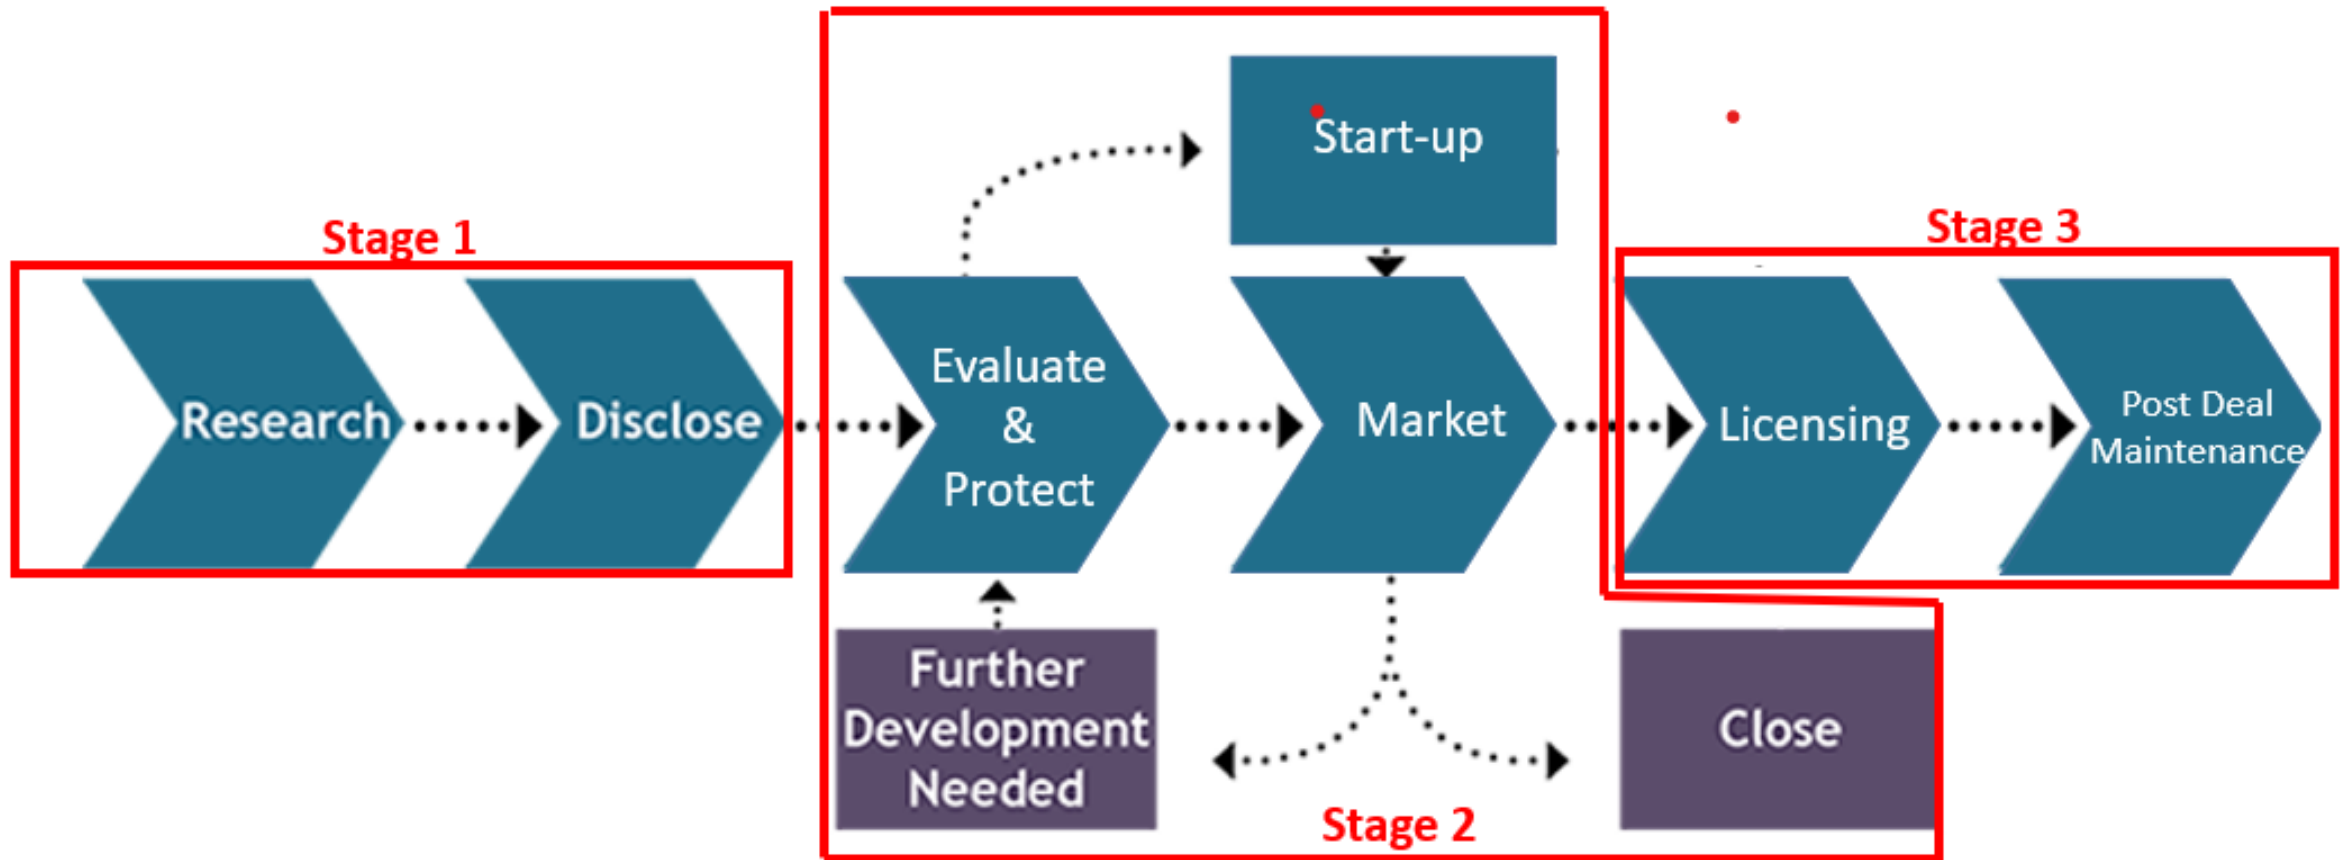 Stage 1
Research
Disclose
Start-up
Evaluate
&
Protect
Market
Further
Development
Needed
Close
Stage 2
Stage 3
Licensing
Post Deal
Maintenance